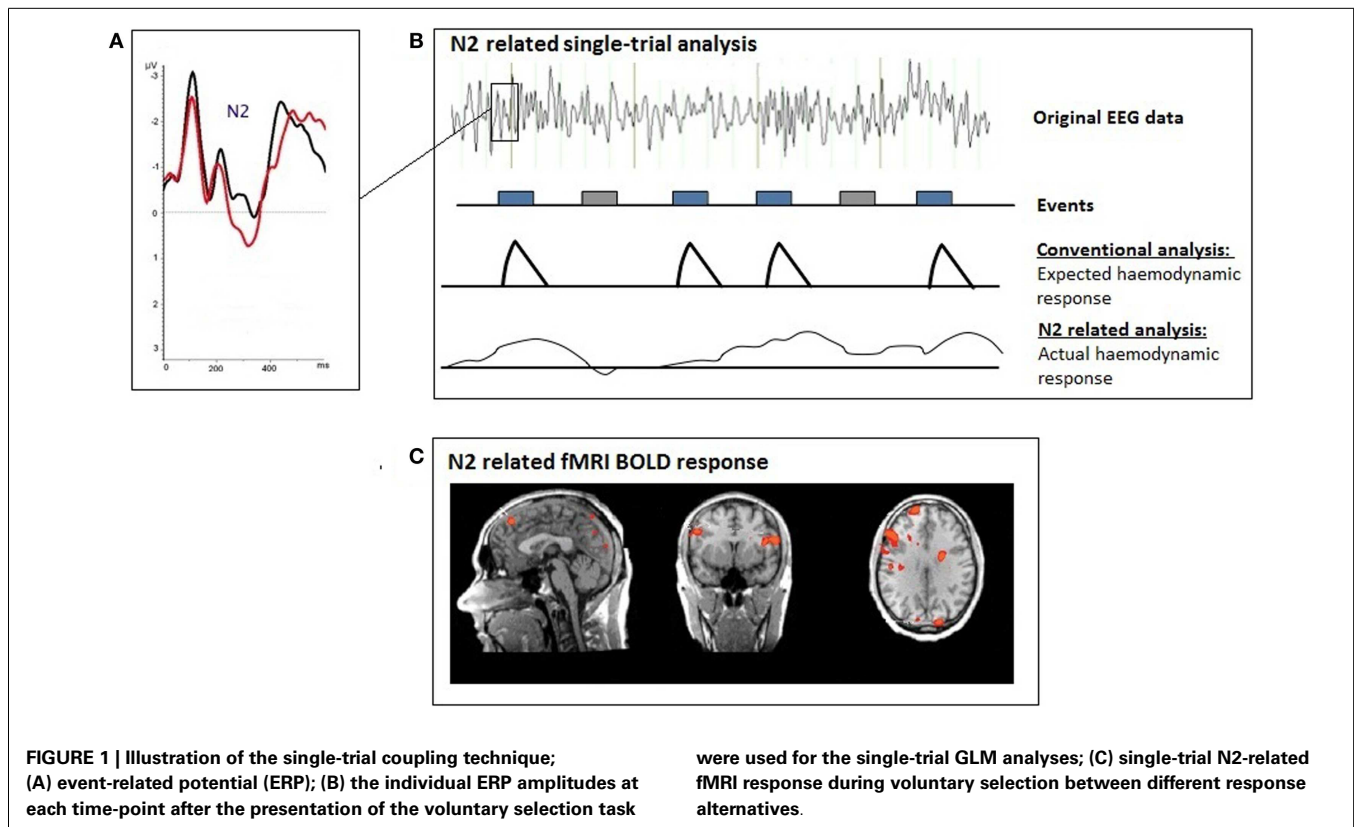 A
μV
-3
-2
-1
0
1
2
3
N2
0 200 400 ms
B
N2 related single-trial analysis
Original EEG data
Events
Conventional analysis:
Expected haemodynamic
response
N2 related analysis:
Actual haemodynamic
response
C
N2 related fMRI BOLD response
FIGURE 1 | Illustration of the single-trial coupling technique;
(A) event-related potential (ERP); (B) the individual ERP amplitudes at
each time-point after the presentation of the voluntary selection task
were used for the single-trial GLM analyses; (C) single-trial N2-related
fMRI response during voluntary selection between different response
alternatives.